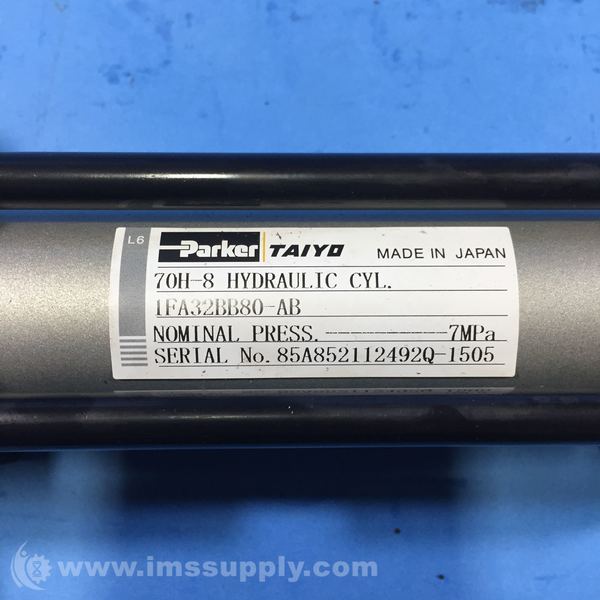 L6
Parker TAIYO MADE IN JAPAN
70H-8 HYDRAULIC CYL.
1FA32BB80-AB
NOMINAL PRESS.------------7MPa
SERIAL No.85A852112492Q-1505
© www.imssupply.com